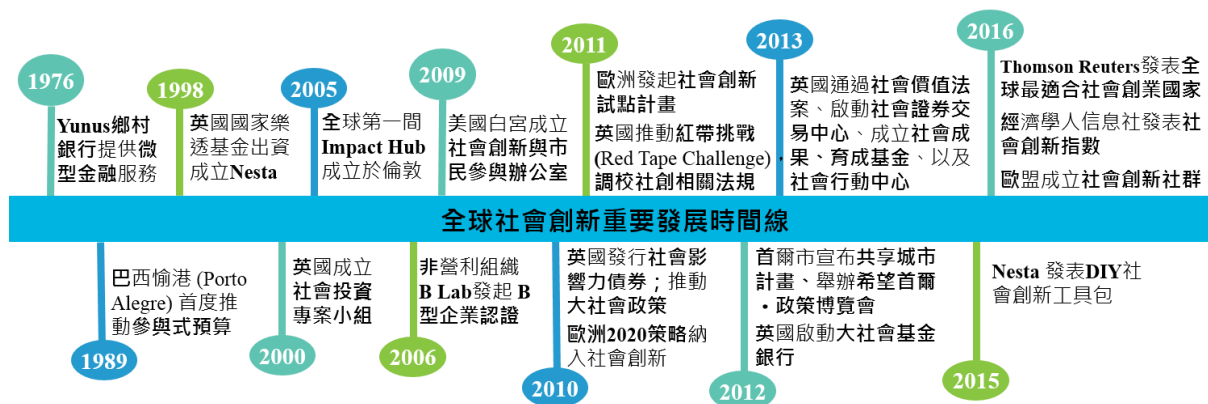 1976
Yunus鄉村
銀行提供微
型金融服務
1998
英國國家樂
透基金出資
成立Nesta
2005
全球第一間
Impact Hub
成立於倫敦
2009
美國白宮成立
社會創新與市
民參與辦公室
2011
歐洲發起社會創新
試點計畫
英國推動紅帶挑戰
(Red Tape Challenge),
調校社創相關法規
2013
英國通過社會價值法
案、啟動社會證券交
易中心、成立社會成
果、育成基金、以及
社會行動中心
2016
Thomson Reuters發表全
球最適合社會創業國家
經濟學人信息社發表社
會創新指數
歐盟成立社會創新社群
全球社會創新重要發展時間線
巴西愉港 (Porto
Alegre) 首度推
動參與式預算
1989
英國成立
社會投資
專案小組
2000
非營利組織
B Lab發起 B
型企業認證
2006
英國發行社會影
響力債券；推動
大社會政策
歐洲2020策略納
入社會創新
2010
首爾市宣布共享城市
計畫、舉辦希望首爾
・政策博覽會
英國啟動大社會基金
銀行
2012
Nesta 發表DIY社
會創新工具包
2015